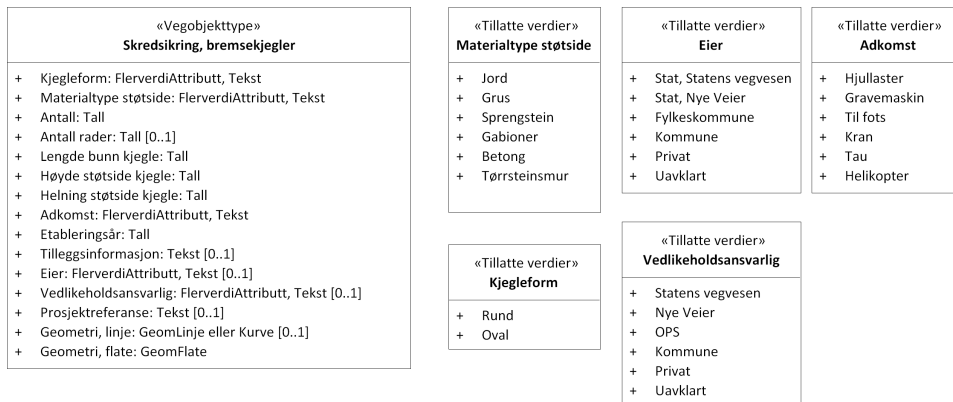 «Vegobjekttype»
Skredsikring, bremsekjegler
+ Kjegleform: FlerverdiAttributt, Tekst
+ Materialtype støtside: FlerverdiAttributt, Tekst
+ Antall: Tall
+ Antall rader: Tall [0..1]
+ Lengde bunn kjegle: Tall
+ Høyde støtside kjegle: Tall
+ Helning støtside kjegle: Tall
+ Adkomst: FlerverdiAttributt, Tekst
+ Etableringsår: Tall
+ Tilleggsinformasjon: Tekst [0..1]
+ Eier: FlerverdiAttributt, Tekst [0..1]
+ Vedlikeholdsansvarlig: FlerverdiAttributt, Tekst [0..1]
+ Prosjektreferanse: Tekst [0..1]
+ Geometri, linje: GeomLinje eller Kurve [0..1]
+ Geometri, flate: GeomFlate
«Tillatte verdier»
Materialtype støtside
+ Jord
+ Grus
+ Sprengstein
+ Gabioner
+ Betong
+ Tørrsteinsmur
«Tillatte verdier»
Eier
+ Stat, Statens vegvesen
+ Stat, Nye Veier
+ Fylkeskommune
+ Kommune
+ Privat
+ Uavklart
«Tillatte verdier»
Adkomst
+ Hjullaster
+ Gravemaskin
+ Til fots
+ Kran
+ Tau
+ Helikopter
«Tillatte verdier»
Kjegleform
+ Rund
+ Oval
«Tillatte verdier»
Vedlikeholdsansvarlig
+ Statens vegvesen
+ Nye Veier
+ OPS
+ Kommune
+ Privat
+ Uavklart